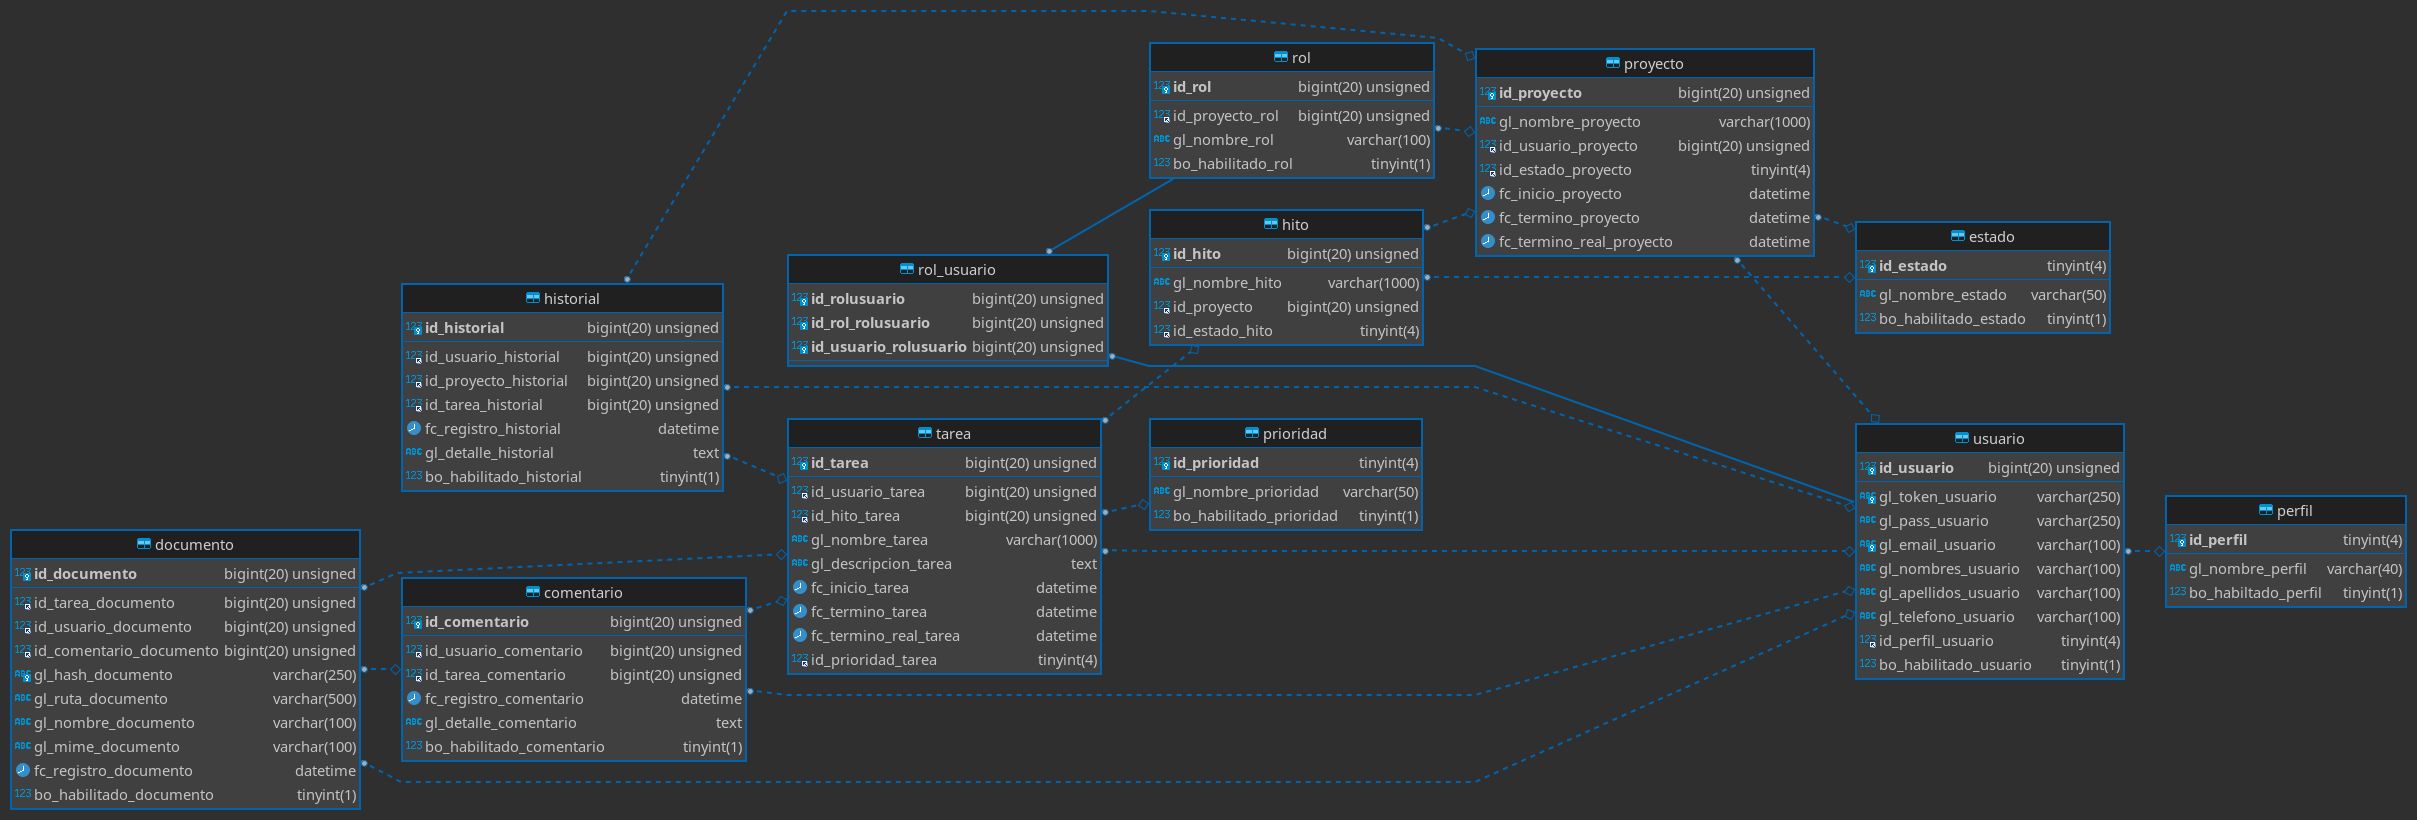 rol
id_rol bigint(20) unsigned
id_proyecto_rol bigint(20) unsigned
gl_nombre_rol varchar(100)
bo_habilitado_rol tinyint(1)
proyecto
id_proyecto bigint(20) unsigned
gl_nombre_proyecto varchar(1000)
id_usuario_proyecto bigint(20) unsigned
id_estado_proyecto tinyint(4)
fc_inicio_proyecto datetime
fc_termino_proyecto datetime
fc_termino_real_proyecto datetime
hito
id_hito bigint(20) unsigned
gl_nombre_hito varchar(1000)
id_proyecto bigint(20) unsigned
id_estado_hito tinyint(4)
estado
id_estado tinyint(4)
gl_nombre_estado varchar(50)
bo_habilitado_estado tinyint(1)
rol_usuario
id_rolusuario bigint(20) unsigned
id_rol_rolusuario bigint(20) unsigned
id_usuario_rolusuario bigint(20) unsigned
historial
id_historial bigint(20) unsigned
id_usuario_historial bigint(20) unsigned
id_proyecto_historial bigint(20) unsigned
id_tarea_historial bigint(20) unsigned
fc_registro_historial datetime
gl_detalle_historial text
bo_habilitado_historial tinyint(1)
tarea
id_tarea bigint(20) unsigned
id_usuario_tarea bigint(20) unsigned
id_hito_tarea bigint(20) unsigned
gl_nombre_tarea varchar(1000)
gl_descripcion_tarea text
fc_inicio_tarea datetime
fc_termino_tarea datetime
fc_termino_real_tarea datetime
id_prioridad_tarea tinyint(4)
prioridad
id_prioridad tinyint(4)
gl_nombre_prioridad varchar(50)
bo_habilitado_prioridad tinyint(1)
usuario
id_usuario bigint(20) unsigned
gl_token_usuario varchar(250)
gl_pass_usuario varchar(250)
gl_email_usuario varchar(100)
gl_nombres_usuario varchar(100)
gl_apellidos_usuario varchar(100)
gl_telefono_usuario varchar(100)
id_perfil_usuario tinyint(4)
bo_habilitado_usuario tinyint(1)
perfil
id_perfil tinyint(4)
gl_nombre_perfil varchar(40)
bo_habiltado_perfil tinyint(1)
documento
id_documento bigint(20) unsigned
id_tarea_documento bigint(20) unsigned
id_usuario_documento bigint(20) unsigned
id_comentario_documento bigint(20) unsigned
gl_hash_documento varchar(250)
gl_ruta_documento varchar(500)
gl_nombre_documento varchar(100)
gl_mime_documento varchar(100)
fc_registro_documento datetime
bo_habilitado_documento tinyint(1)
comentario
id_comentario bigint(20) unsigned
id_usuario_comentario bigint(20) unsigned
id_tarea_comentario bigint(20) unsigned
fc_registro_comentario datetime
gl_detalle_comentario text
bo_habilitado_comentario tinyint(1)